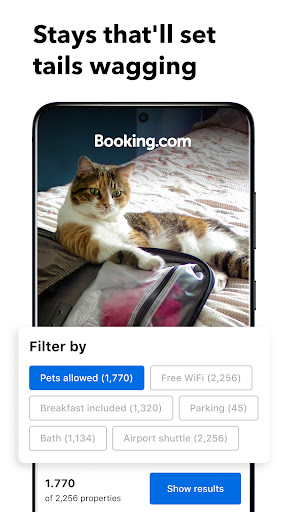 Stays that'll set
tails wagging
Booking.com
Filter by
Pets allowed (1,770)
Free WiFi (2,256)
Breakfast included (1,320)
Parking (45)
Bath (1,134)
Airport shuttle (2,256)
1.770
of 2,256 properties
Show results